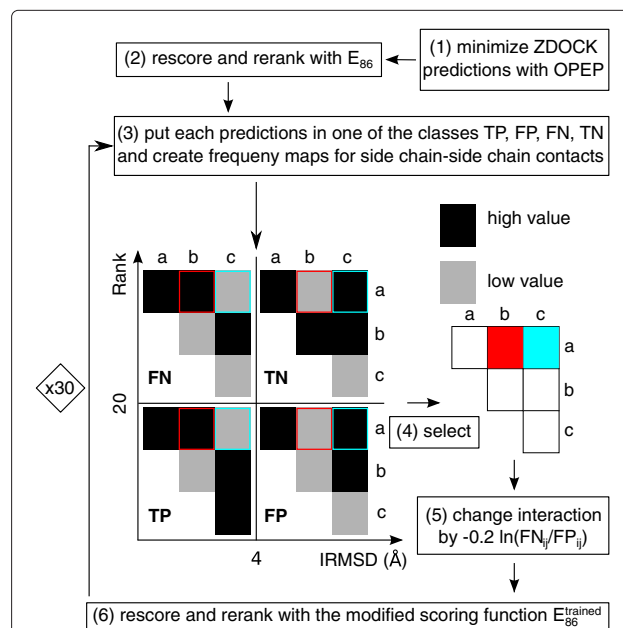 (1) minimize ZDOCK
predictions with OPEP
(2) rescore and rerank with E86
(3) put each predictions in one of the classes TP, FP, FN, TN
and create frequeny maps for side chain-side chain contacts
high value
low value
Rank
a b c a b c
a
b
c
FN TN
a b c
a
b
c
x30
20
(4) select
a
b
c
TP FP
4 IRMSD (Å)
(5) change interaction
by -0.2 ln(FNij/FPij)
(6) rescore and rerank with the modified scoring function E86trained